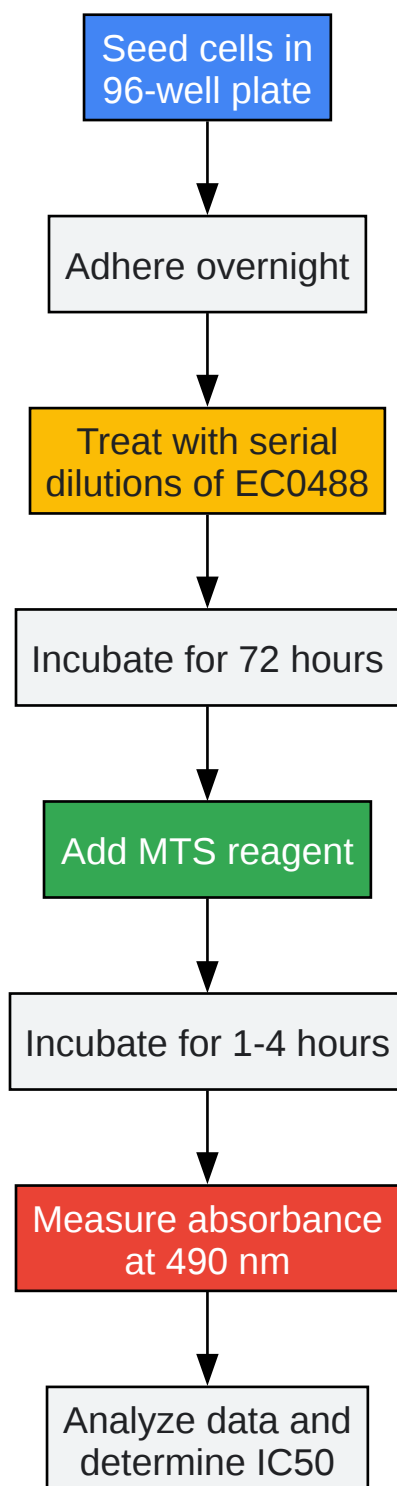 Seed cells in
96-well plate
Adhere overnight
Treat with serial
dilutions of EC0488
Incubate for 72 hours
Add MTS reagent
Incubate for 1-4 hours
Measure absorbance
at 490 nm
Analyze data and
determine IC50